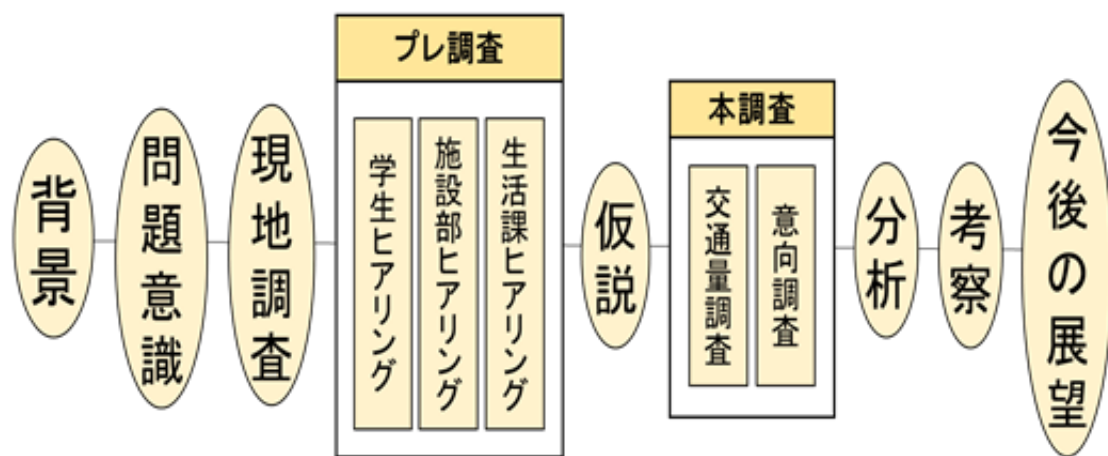 背景
問題意識
現地調査
プレ調査
学生ヒアリング
施設部ヒアリング
生活課ヒアリング
仮説
本調査
交通量調査
意向調査
分析
考察
今後の展望